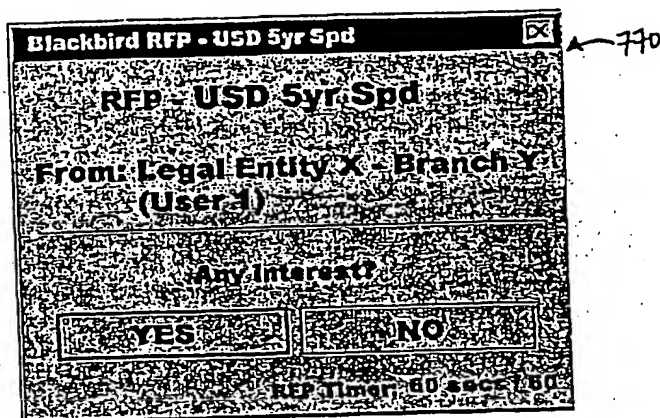 Blackbird RFP - USD 5yr Spd
770
RFP - USD 5yr Spd
From: Legal Entity X - Branch Y
(User 1)
Any Interest?
YES NO
RFP Timer: 60 secs / 60